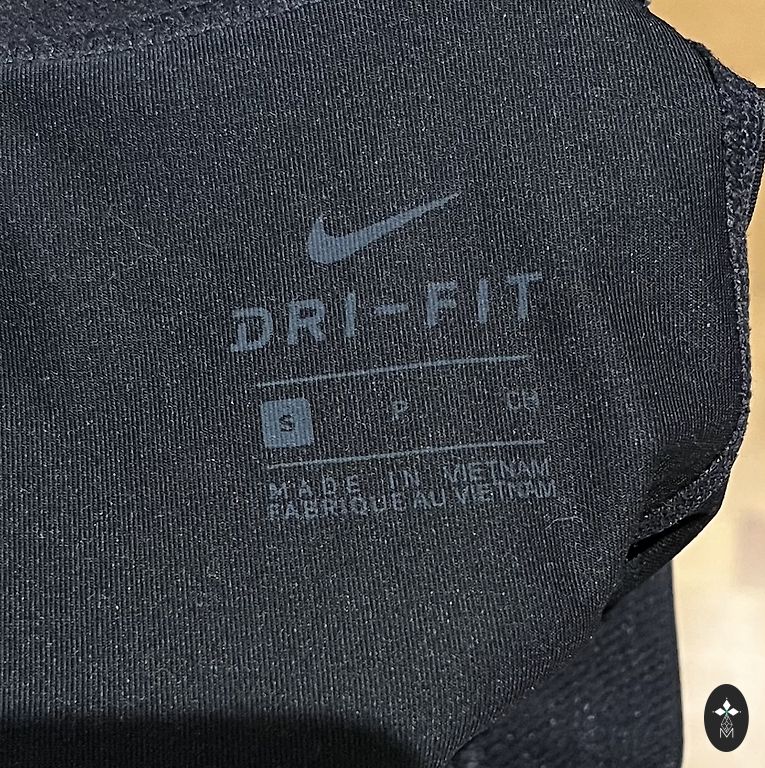 DRI-FIT
S P CH
MADE IN VIETNAM
FABRIQUE AU VIETNAM
M